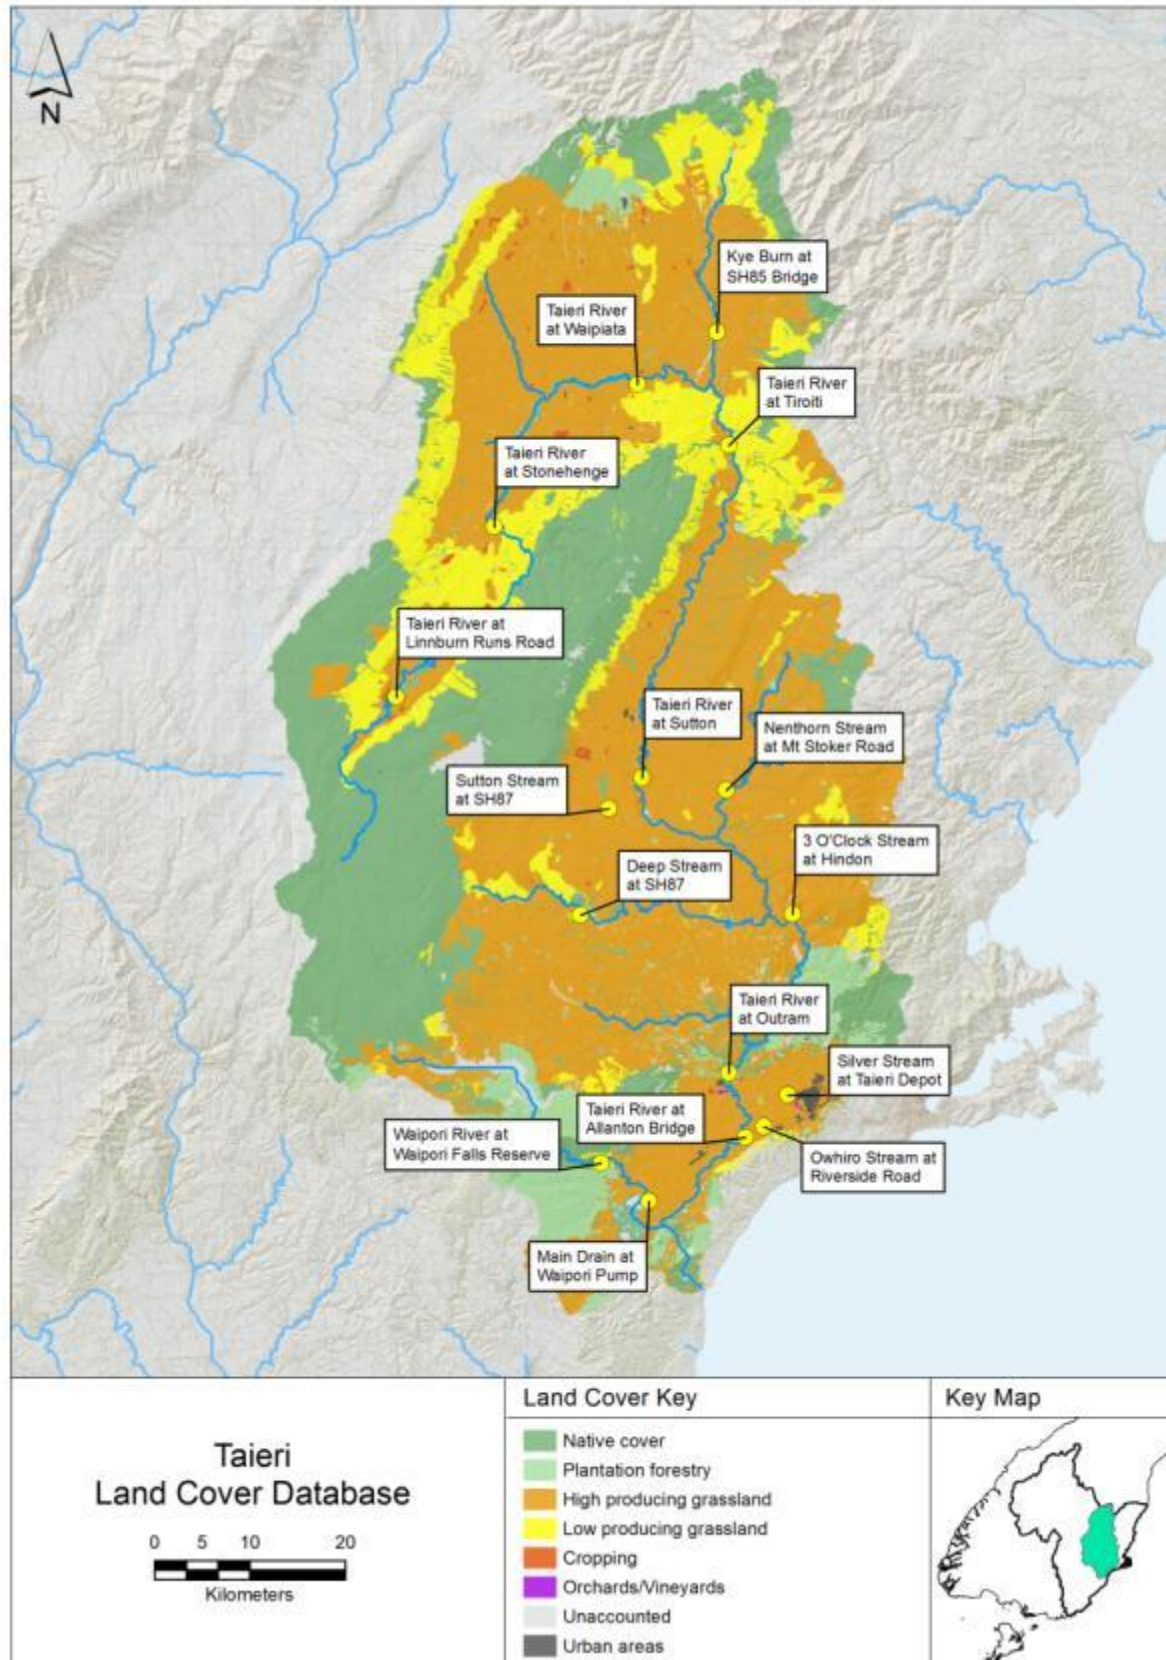 N
Kye Burn at
SH85 Bridge
Taieri River
at Waipiata
Taieri River
at Tiroiti
Taieri River
at Stonehenge
Taieri River at
Linnburn Runs Road
Taieri River
at Sutton
Nenthorn Stream
at Mt Stoker Road
Sutton Stream
at SH87
3 O'Clock Stream
at Hindon
Deep Stream
at SH87
Taieri River
at Outram
Silver Stream
at Taieri Depot
Taieri River at
Allanton Bridge
Waipori River at
Waipori Falls Reserve
Owhiro Stream at
Riverside Road
Main Drain at
Waipori Pump
Taieri
Land Cover Database
0 5 10 20
Kilometers
Land Cover Key
Native cover
Plantation forestry
High producing grassland
Low producing grassland
Cropping
Orchards/Vineyards
Unaccounted
Urban areas
Key Map